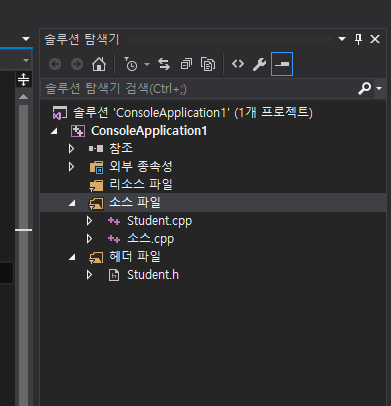 솔루션 탐색기
솔루션 탐색기 검색(Ctrl+;)
솔루션 'ConsoleApplication1' (1개 프로젝트)
ConsoleApplication1
참조
외부 종속성
리소스 파일
소스 파일
Student.cpp
소스.cpp
헤더 파일
Student.h